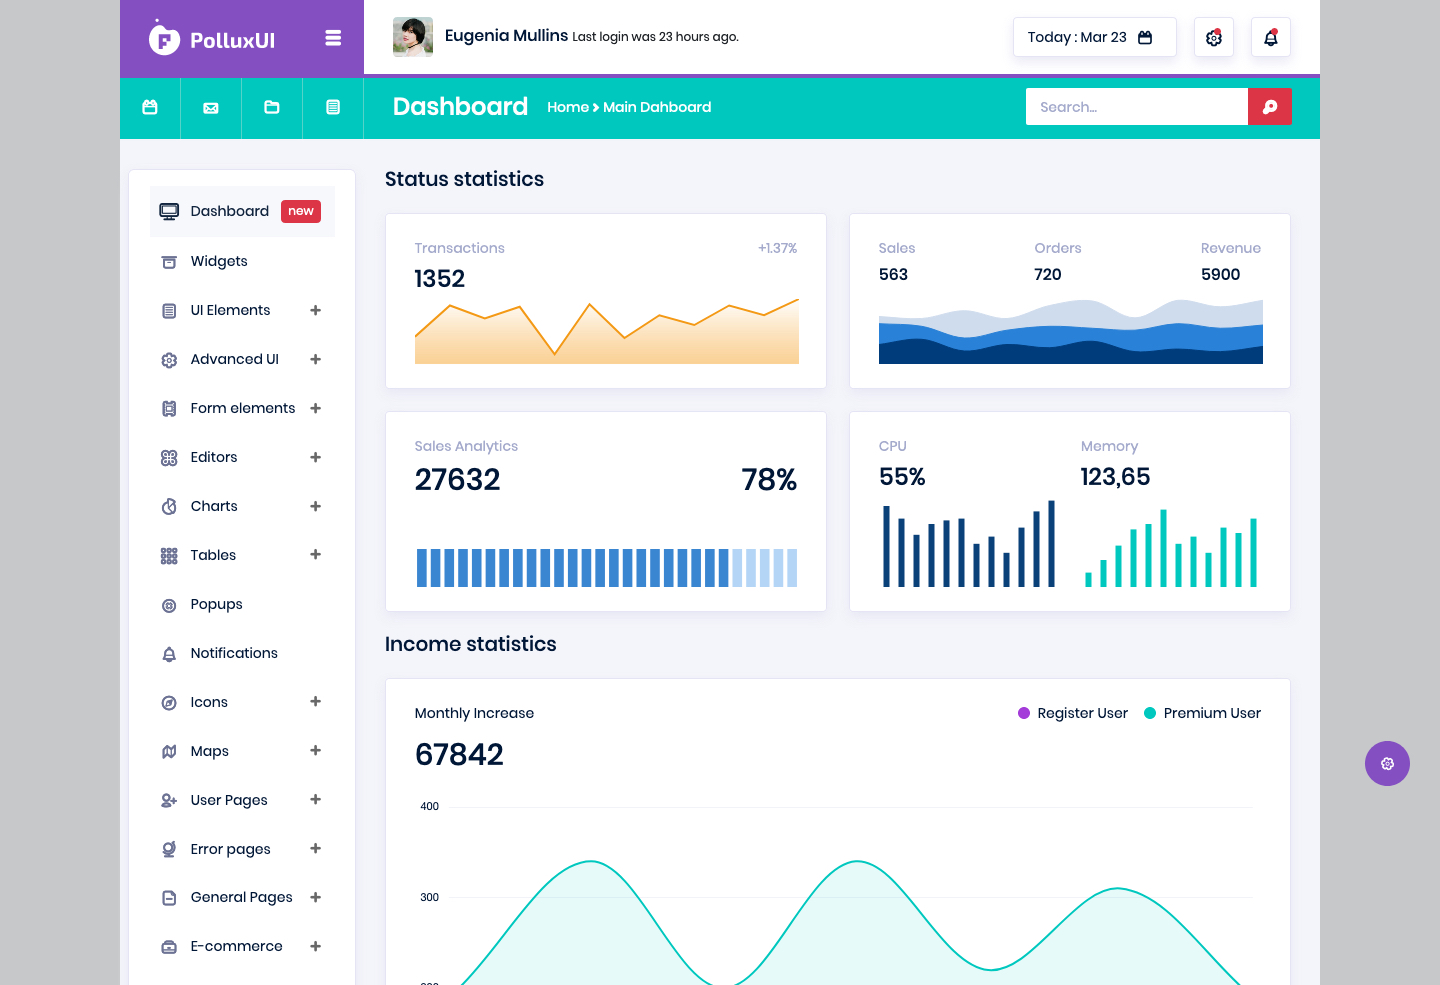 PolluxUI
Eugenia Mullins Last login was 23 hours ago.
Today : Mar 23
Dashboard
Home
Main Dahboard
Search...
Dashboard new
Widgets
UI Elements
Advanced UI
Form elements
Editors
Charts
Tables
Popups
Notifications
Icons
Maps
User Pages
Error pages
General Pages
E-commerce
Status statistics
Transactions +1.37%
1352
Sales Orders Revenue
563 720 5900
Sales Analytics
27632 78%
CPU Memory
55% 123,65
Income statistics
Monthly Increase
Register User Premium User
67842
400
300